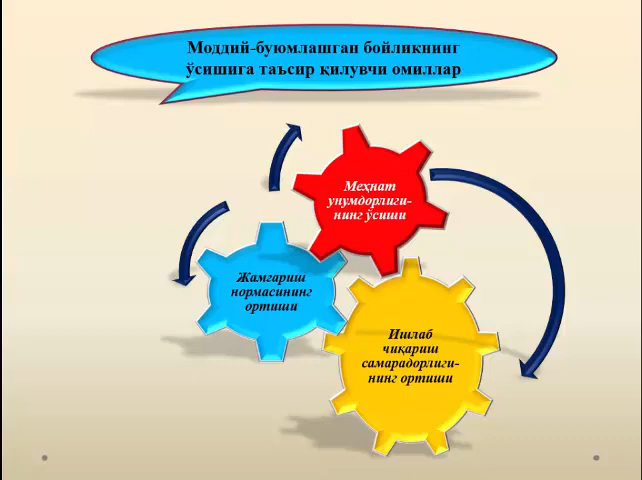 Моддий-буюмлашган бойликнинг
ўсишига таъсир қилувчи омиллар
Меҳнат
унумдорлиги-
нинг ўсиши
Жамғариш
нормасининг
ортиши
Ишлаб
чиқариш
самарадорлиги-
нинг ортиши